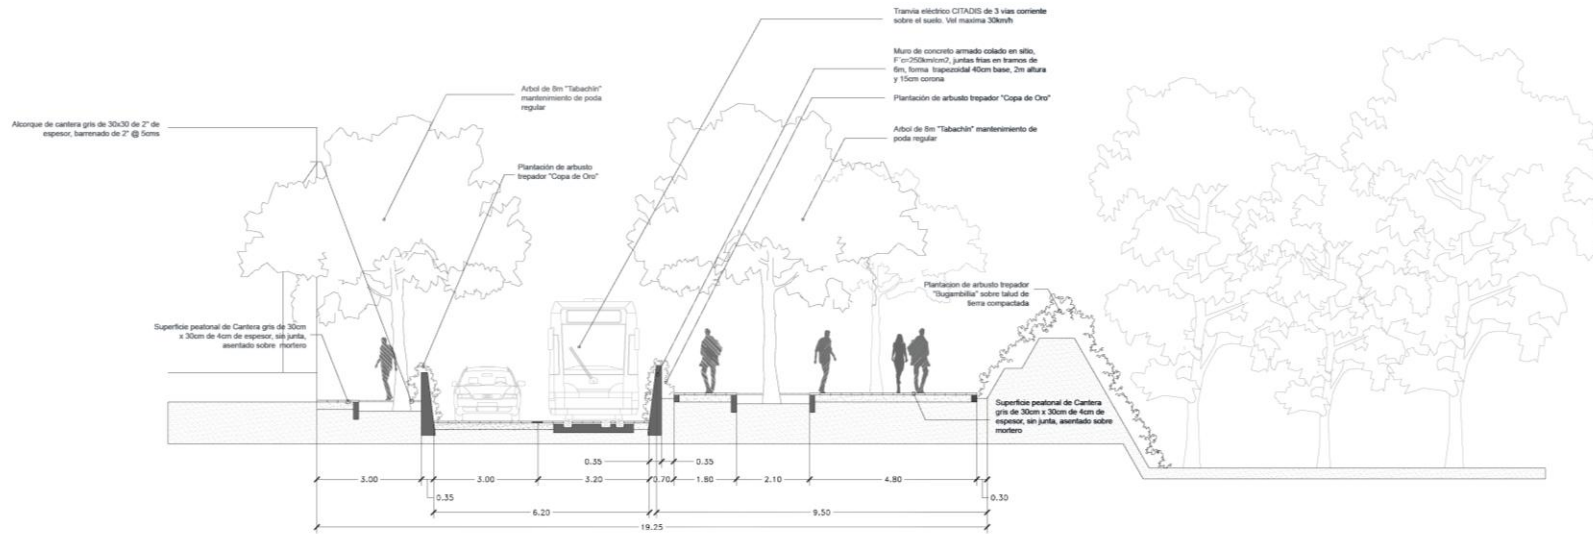 Tranvia eléctrico CITADIS de 3 vias corriente
sobre el suelo. Vel maxima 30km/h
Muro de concreto armado colado en sitio,
F´c=250km/cm2, juntas frias en tramos de
6m, forma trapezoidal 40cm base, 2m altura
y 15cm corona
Plantación de arbusto trepador "Copa de Oro"
Arbol de 8m "Tabachín" mantenimiento de
poda regular
Arbol de 8m "Tabachín"
mantenimiento de poda
regular
Alcorque de cantera gris de 30x30 de 2" de
espesor, barrenado de 2" @ 5cms
Plantación de arbusto
trepador "Copa de Oro"
Plantacion de arbusto trepador
"Bugambillia" sobre talud de
tierra compactada
Superficie peatonal de Cantera gris de 30cm
x 30cm de 4cm de espesor, sin junta,
asentado sobre mortero
Superficie peatonal de Cantera
gris de 30cm x 30cm de 4cm de
espesor, sin junta, asentado sobre
mortero
0.35 0.35
3.00 3.00 3.20 0.70 1.80 2.10 4.80
0.35 0.30
6.20 9.50
19.25